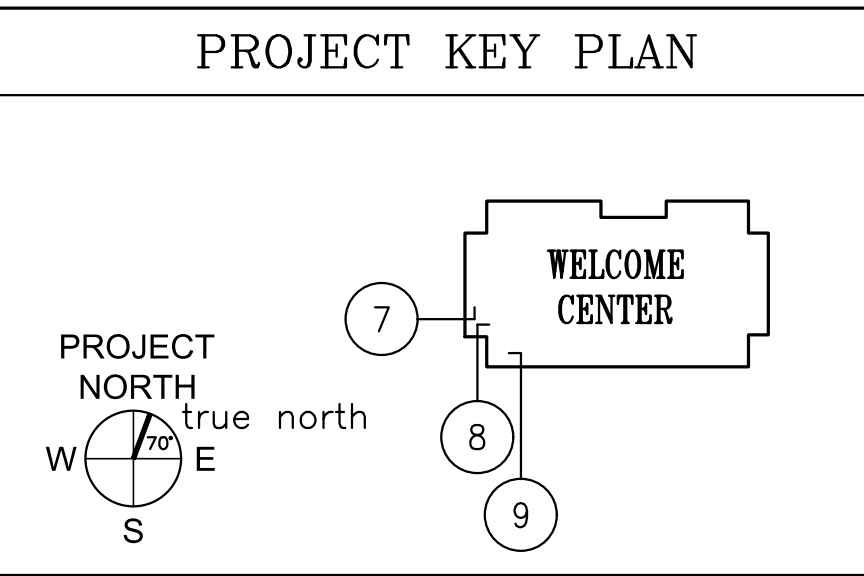 PROJECT KEY PLAN
WELCOME
CENTER
7
PROJECT
NORTH
true north
70°
W
E
8
9
S